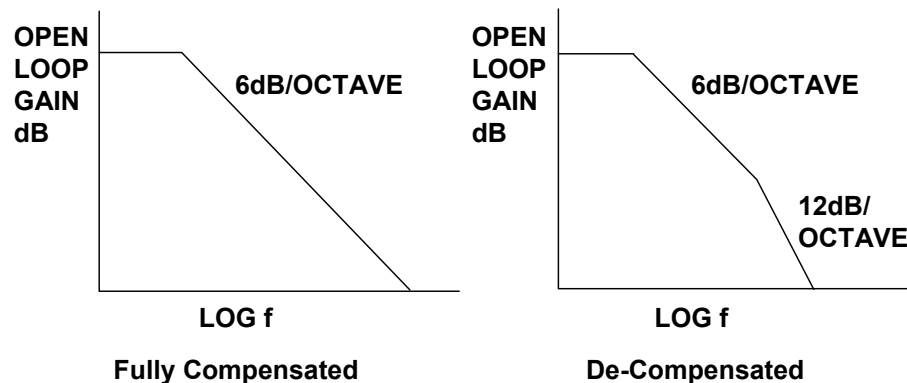 OPEN
LOOP
GAIN
dB
6dB/OCTAVE
LOG f
Fully Compensated
OPEN
LOOP
GAIN
dB
6dB/OCTAVE
12dB/
OCTAVE
LOG f
De-Compensated